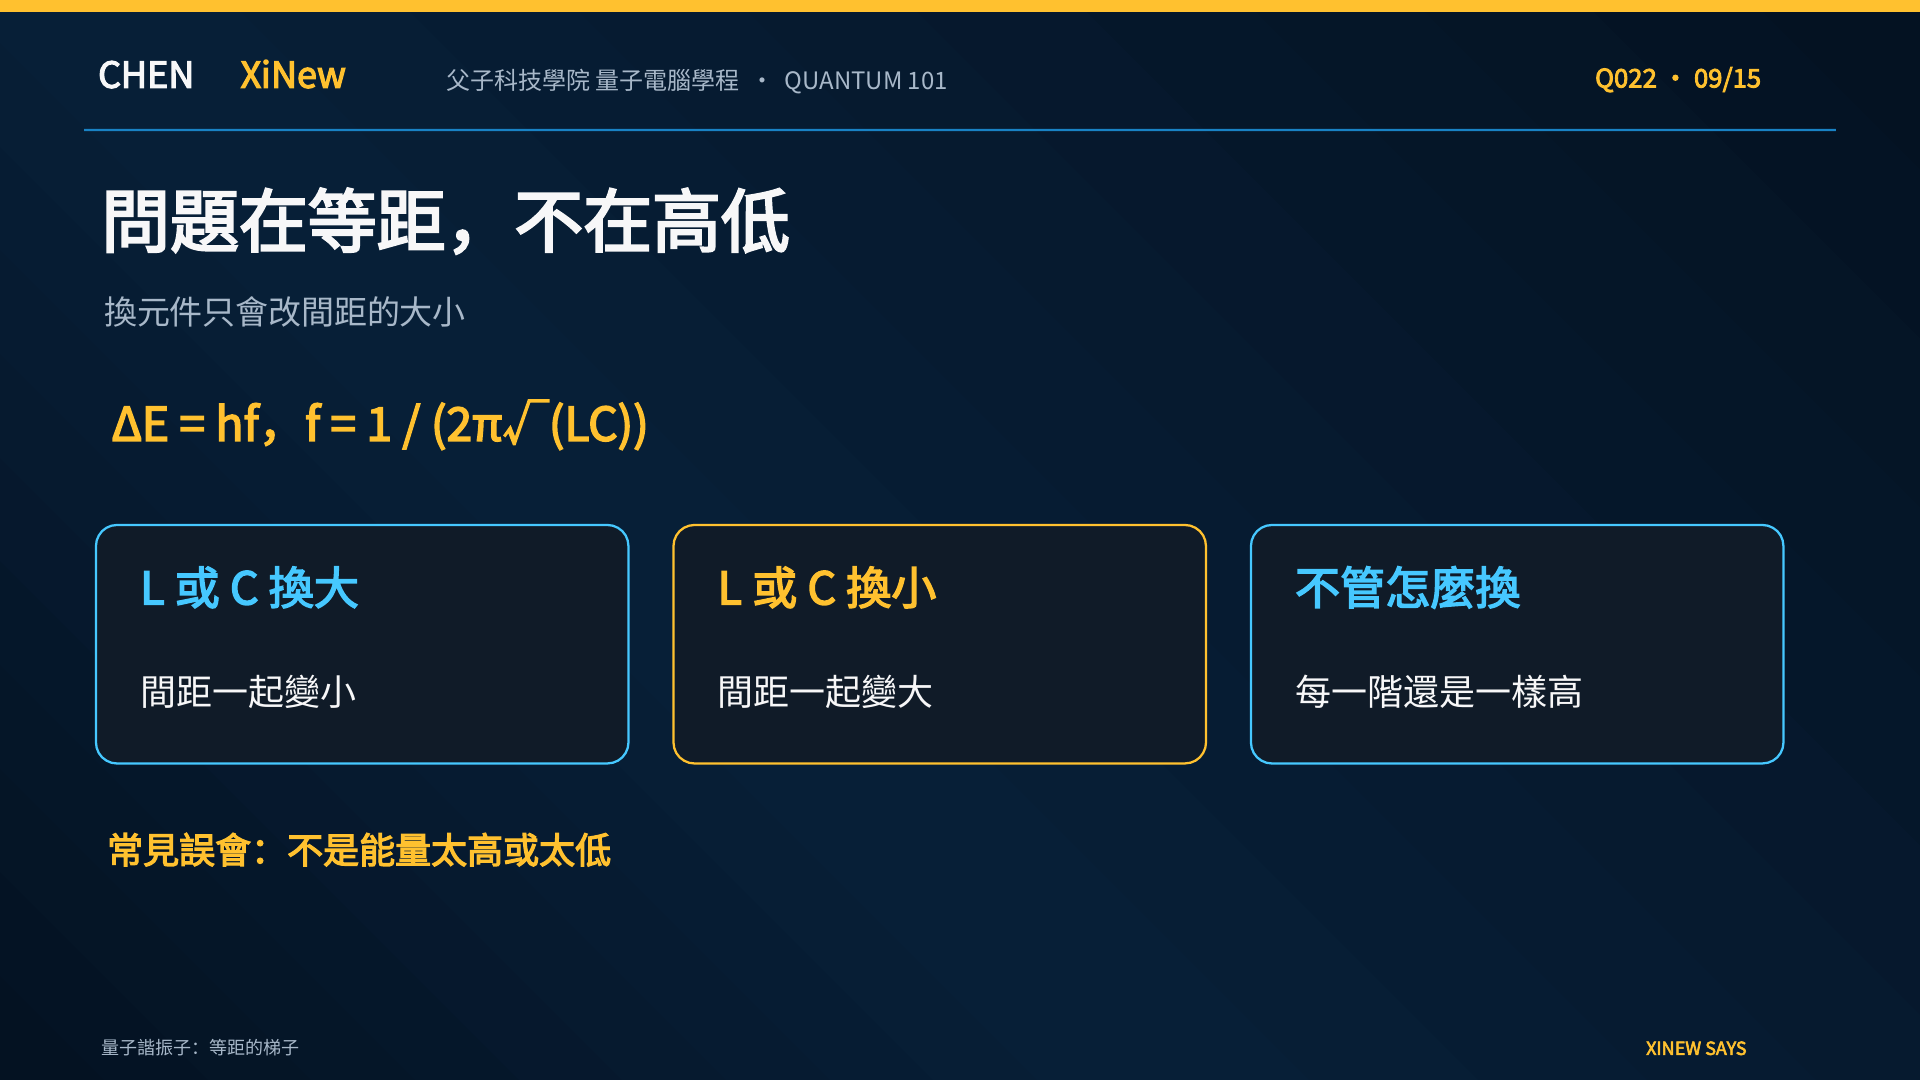 CHEN XiNew 父子科技學院 量子電腦學程 · QUANTUM 101 Q022 · 09/15
問題在等距，不在高低
換元件只會改間距的大小
ΔE = hf，f = 1 / (2π√(LC))
L 或 C 換大
間距一起變小
L 或 C 換小
間距一起變大
不管怎麼換
每一階還是一樣高
常見誤會：不是能量太高或太低
量子諧振子：等距的梯子
XINEW SAYS